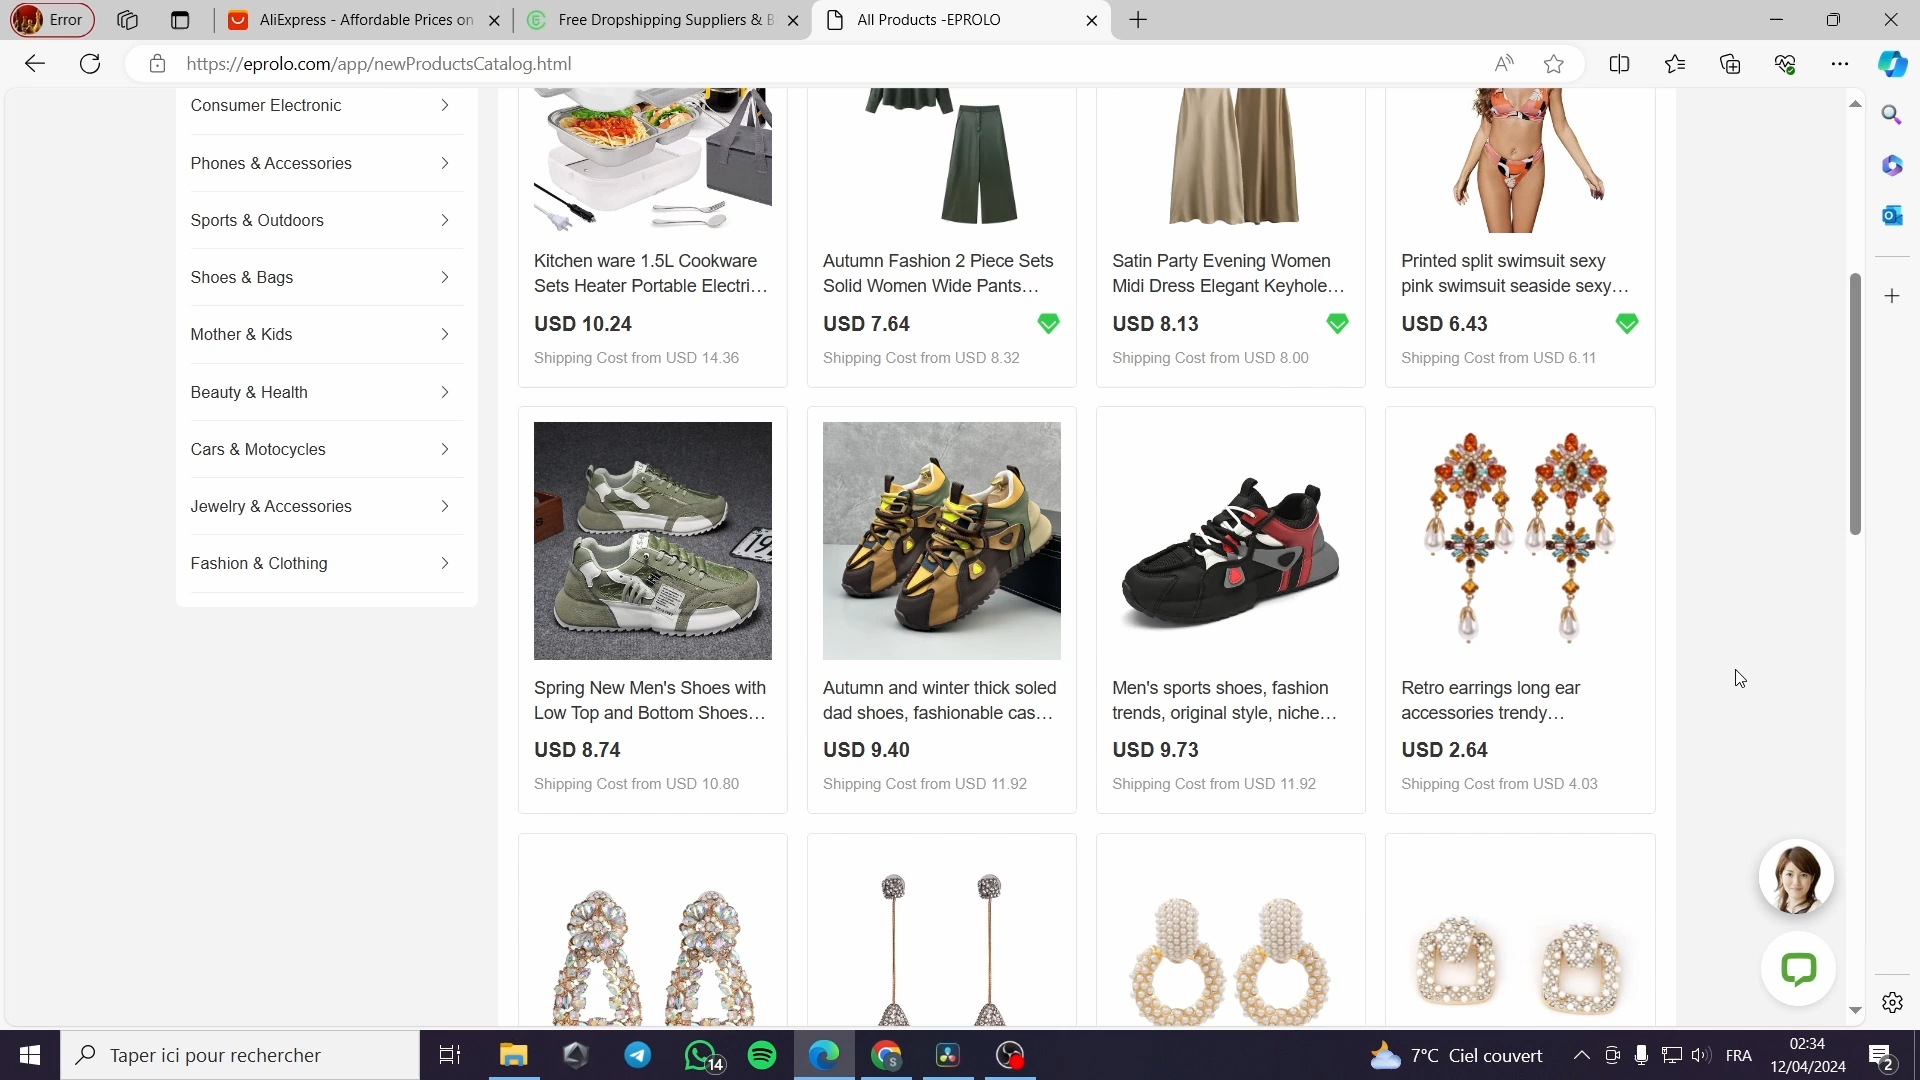 Error
AliExpress - Affordable Prices on
Free Dropshipping Suppliers & B
All Products -EPROLO
https://eprolo.com/app/newProductsCatalog.html
Consumer Electronic
Phones & Accessories
Sports & Outdoors
Shoes & Bags
Mother & Kids
Beauty & Health
Cars & Motocycles
Jewelry & Accessories
Fashion & Clothing
Kitchen ware 1.5L Cookware
Sets Heater Portable Electri...
USD 10.24
Shipping Cost from USD 14.36
Autumn Fashion 2 Piece Sets
Solid Women Wide Pants...
USD 7.64
Shipping Cost from USD 8.32
Satin Party Evening Women
Midi Dress Elegant Keyhole...
USD 8.13
Shipping Cost from USD 8.00
Printed split swimsuit sexy
pink swimsuit seaside sexy...
USD 6.43
Shipping Cost from USD 6.11
Spring New Men's Shoes with
Low Top and Bottom Shoes...
USD 8.74
Shipping Cost from USD 10.80
Autumn and winter thick soled
dad shoes, fashionable cas...
USD 9.40
Shipping Cost from USD 11.92
Men's sports shoes, fashion
trends, original style, niche...
USD 9.73
Shipping Cost from USD 11.92
Retro earrings long ear
accessories trendy...
USD 2.64
Shipping Cost from USD 4.03
Taper ici pour rechercher
14
7°C Ciel couvert
FRA
02:34
12/04/2024
2